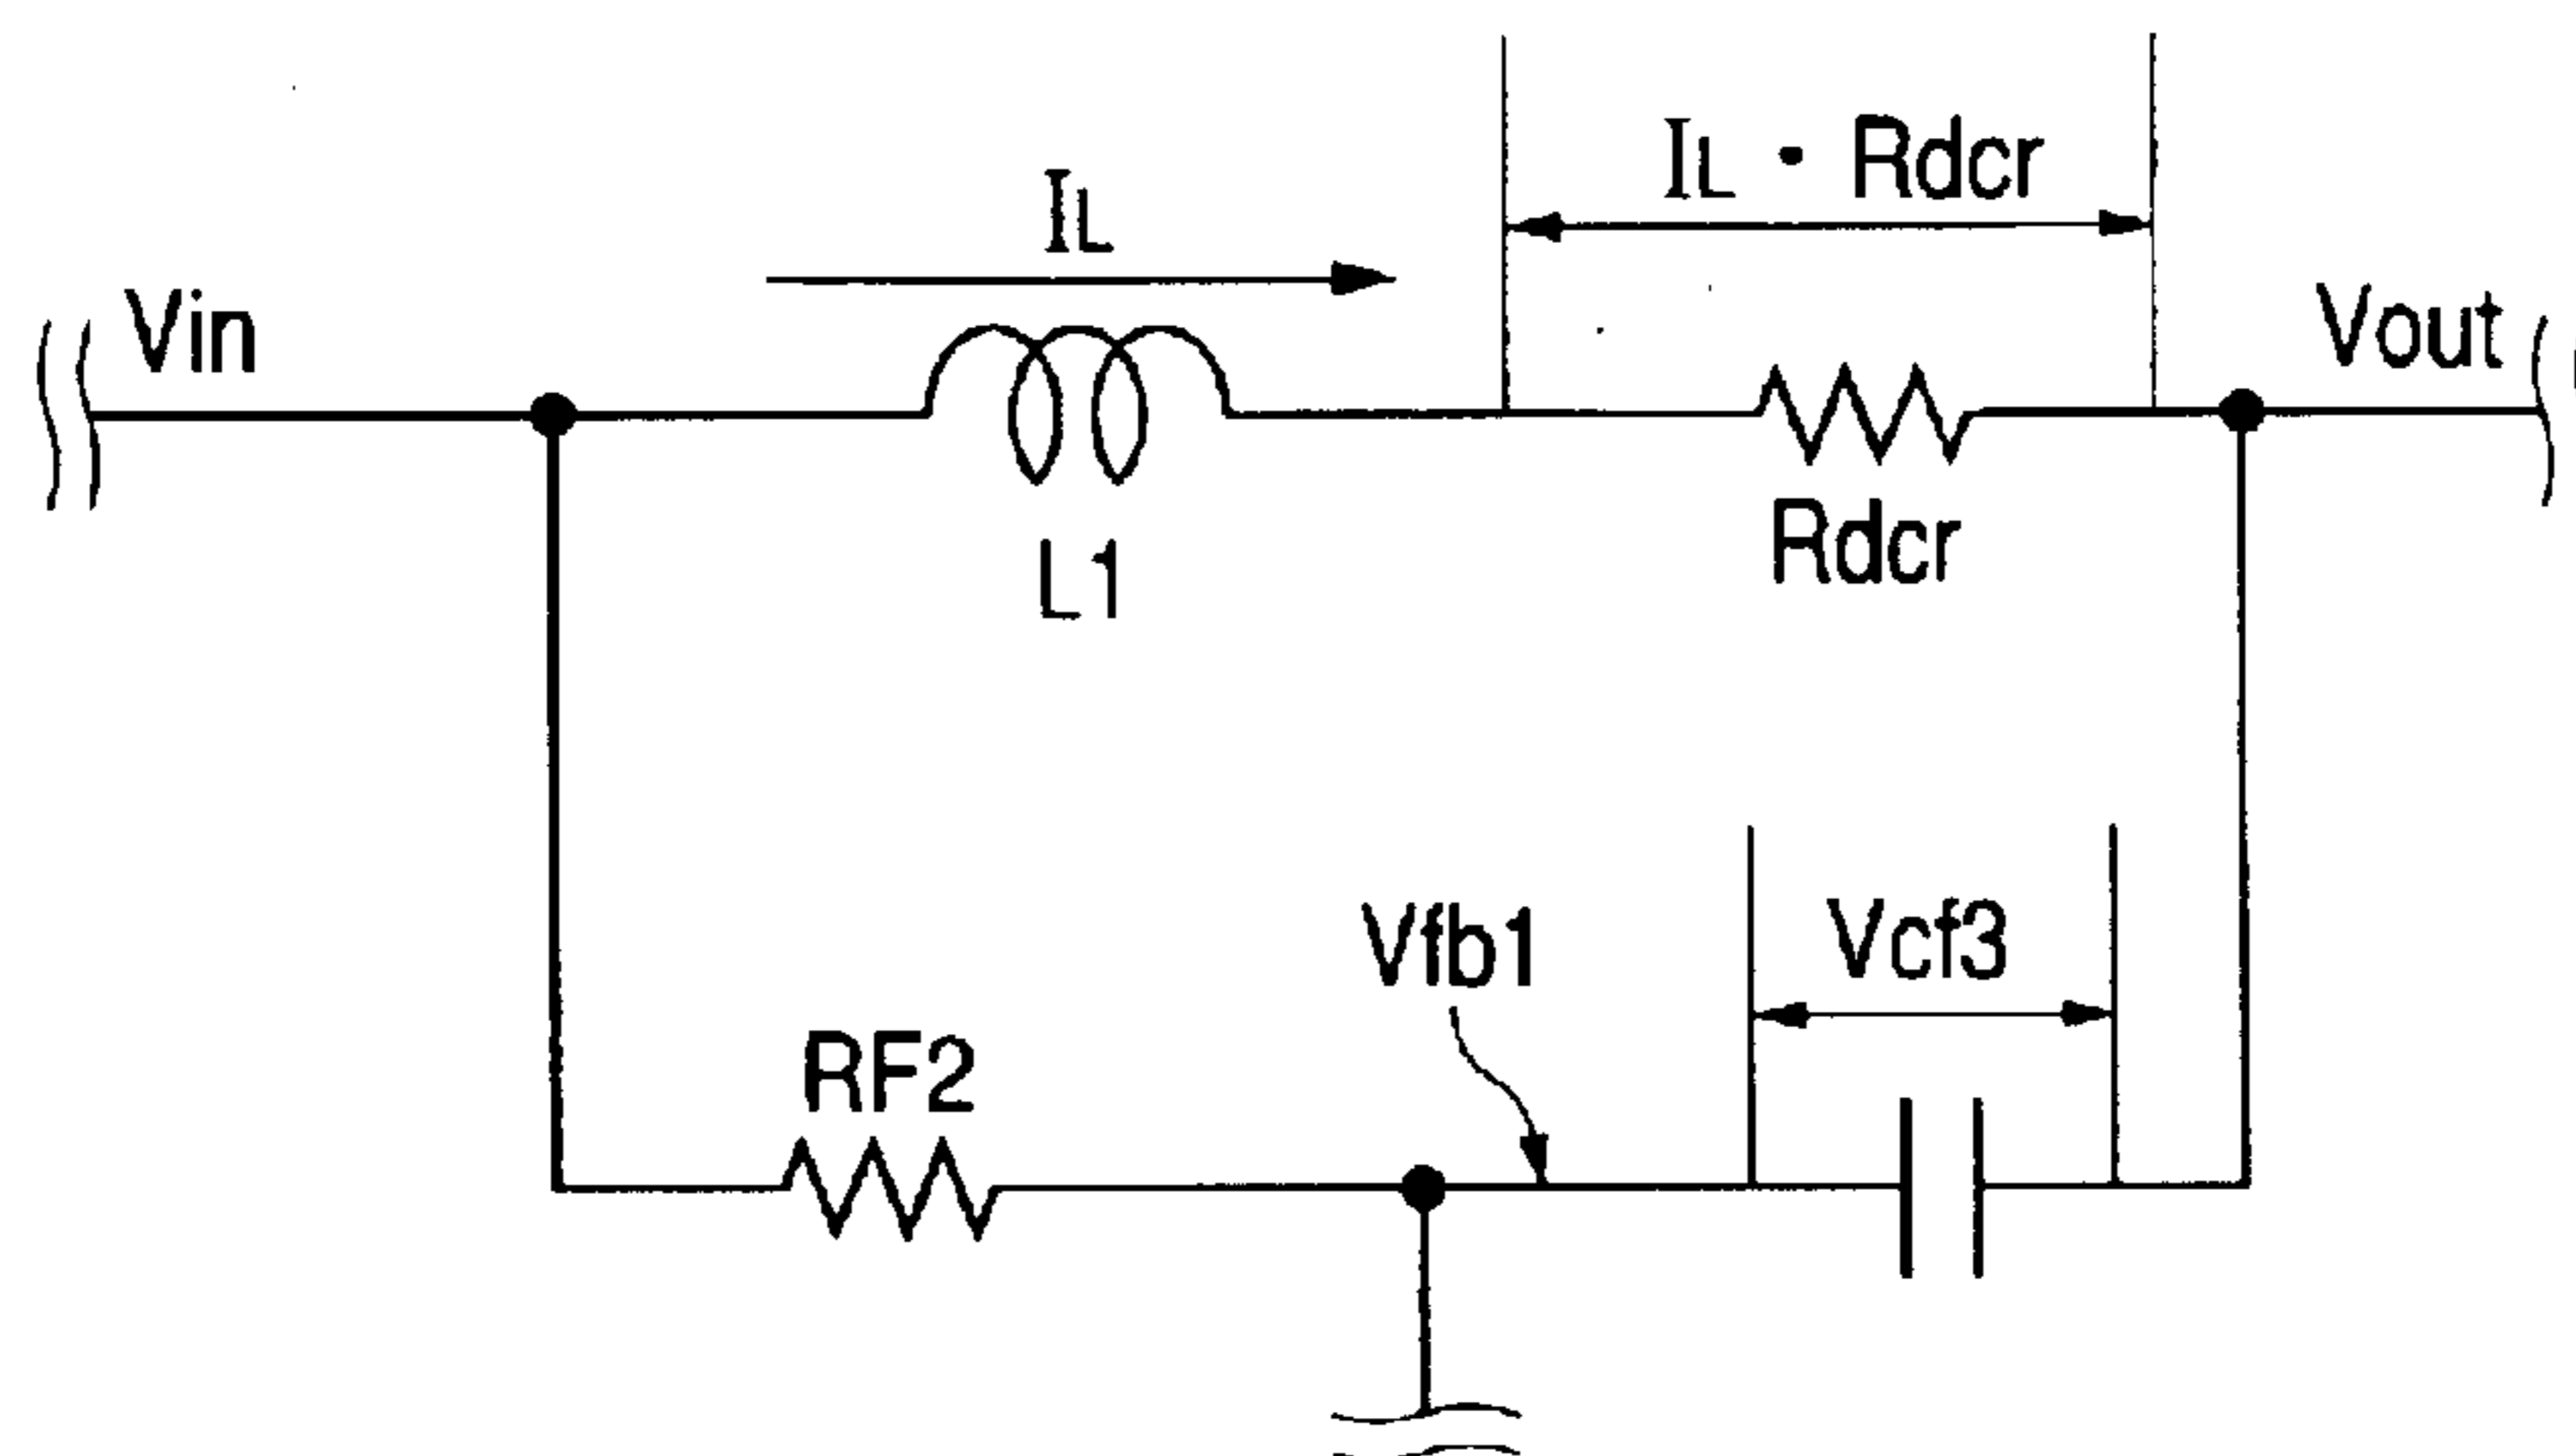 IL · Rdcr
IL
Vin
Vout
L1
Rdcr
Vfb1
Vcf3
RF2